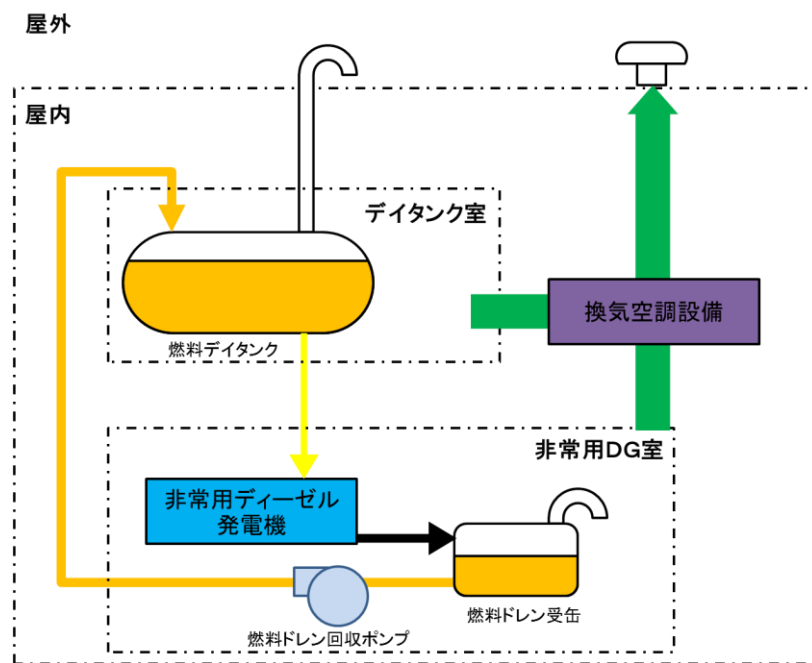 屋外
屋内
デイタンク室
換気空調設備
燃料デイタンク
非常用DG室
非常用ディーゼル
発電機
燃料ドレン受缶
燃料ドレン回収ポンプ